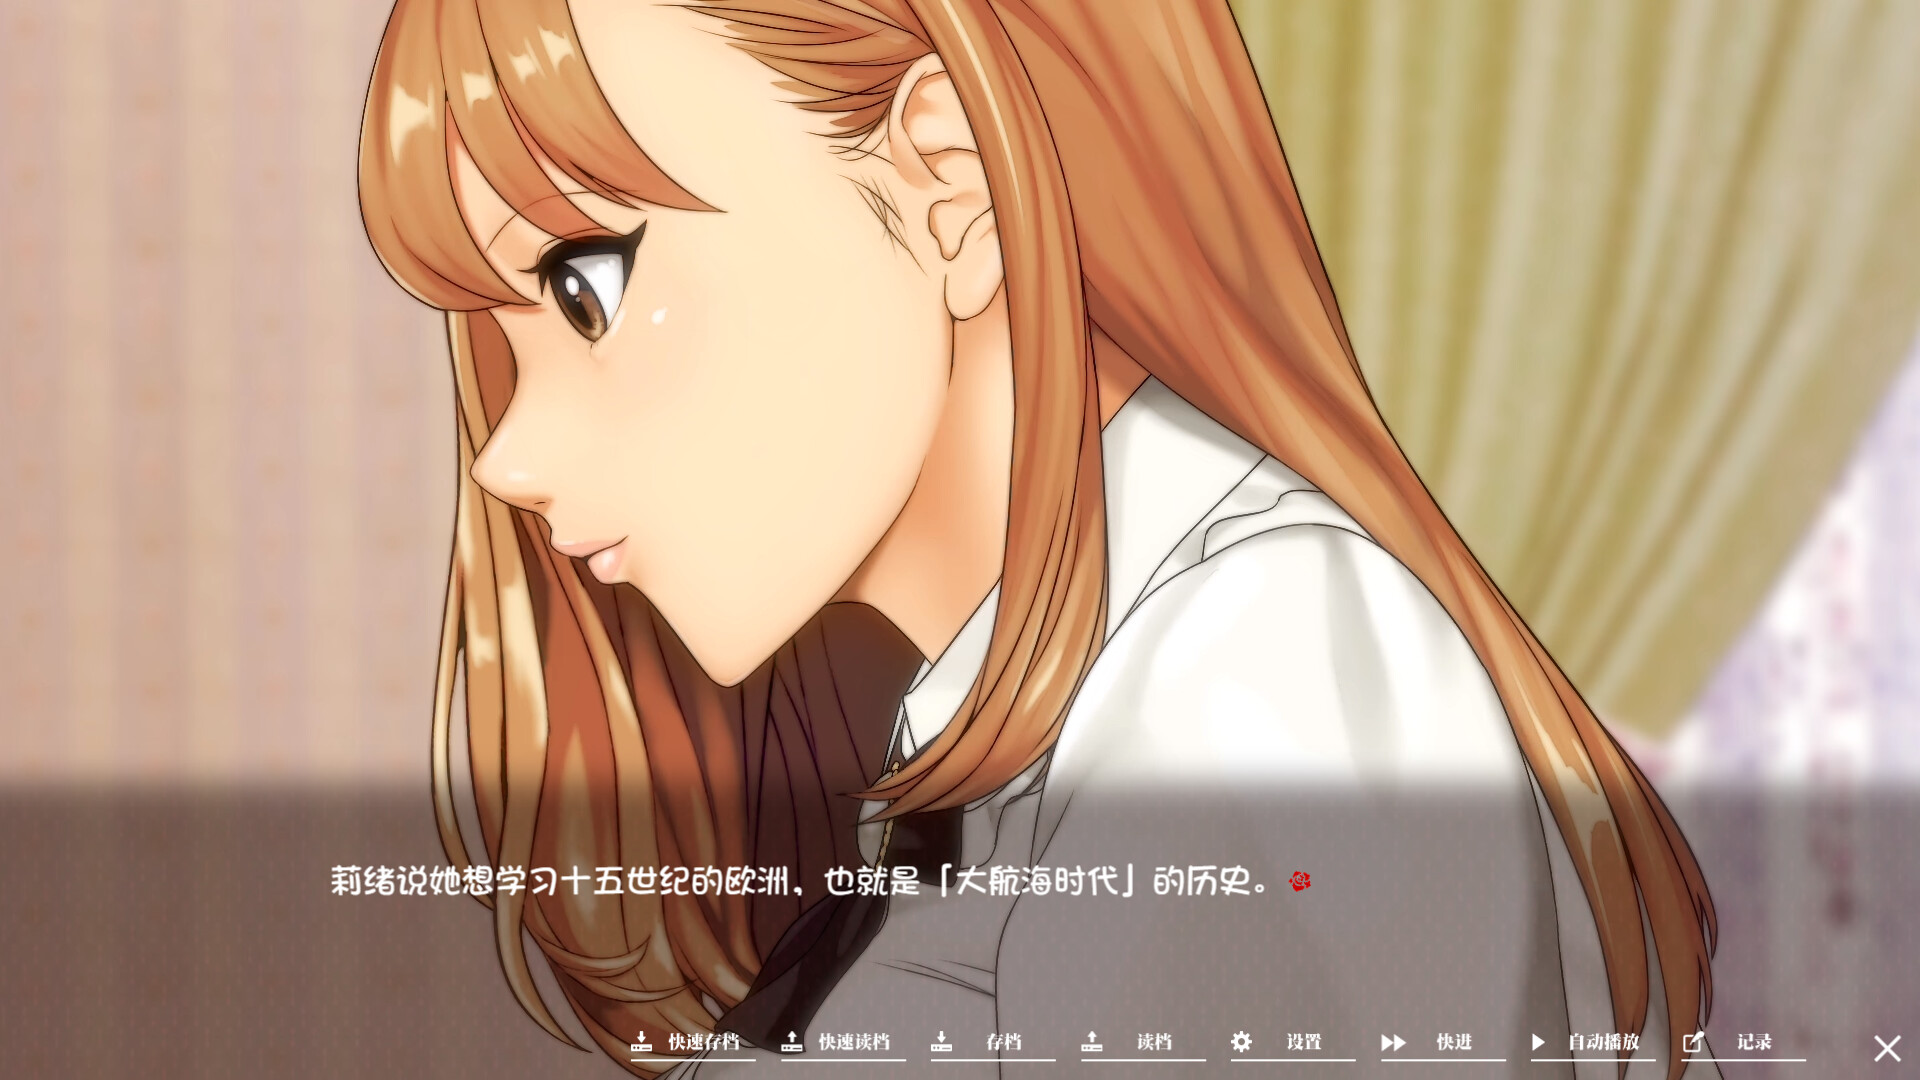 莉绪说她想学习十五世纪的欧洲，也就是「大航海时代」的历史。
快速存档 快速读档 存档 读档 设置 快进 自动播放 记录